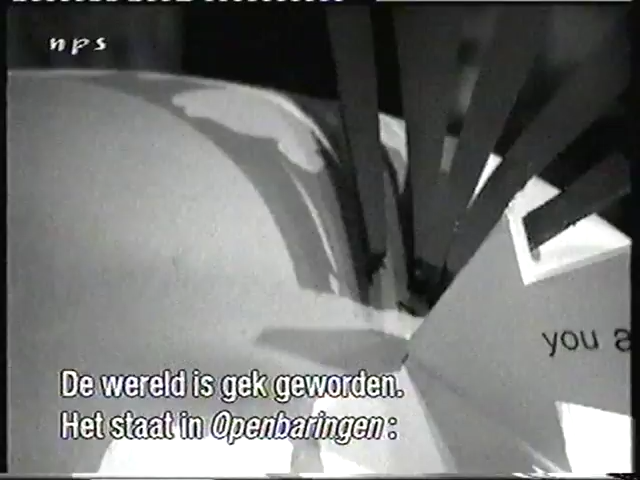 nps
De wereld is gek geworden.
Het staat in Openbaringen:
you a